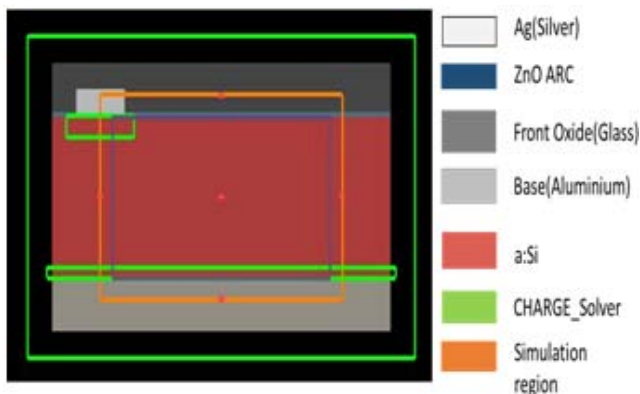 Ag(Silver)
ZnO ARC
Front Oxide(Glass)
Base(Aluminium)
a:Si
CHARGE_Solver
Simulation
region